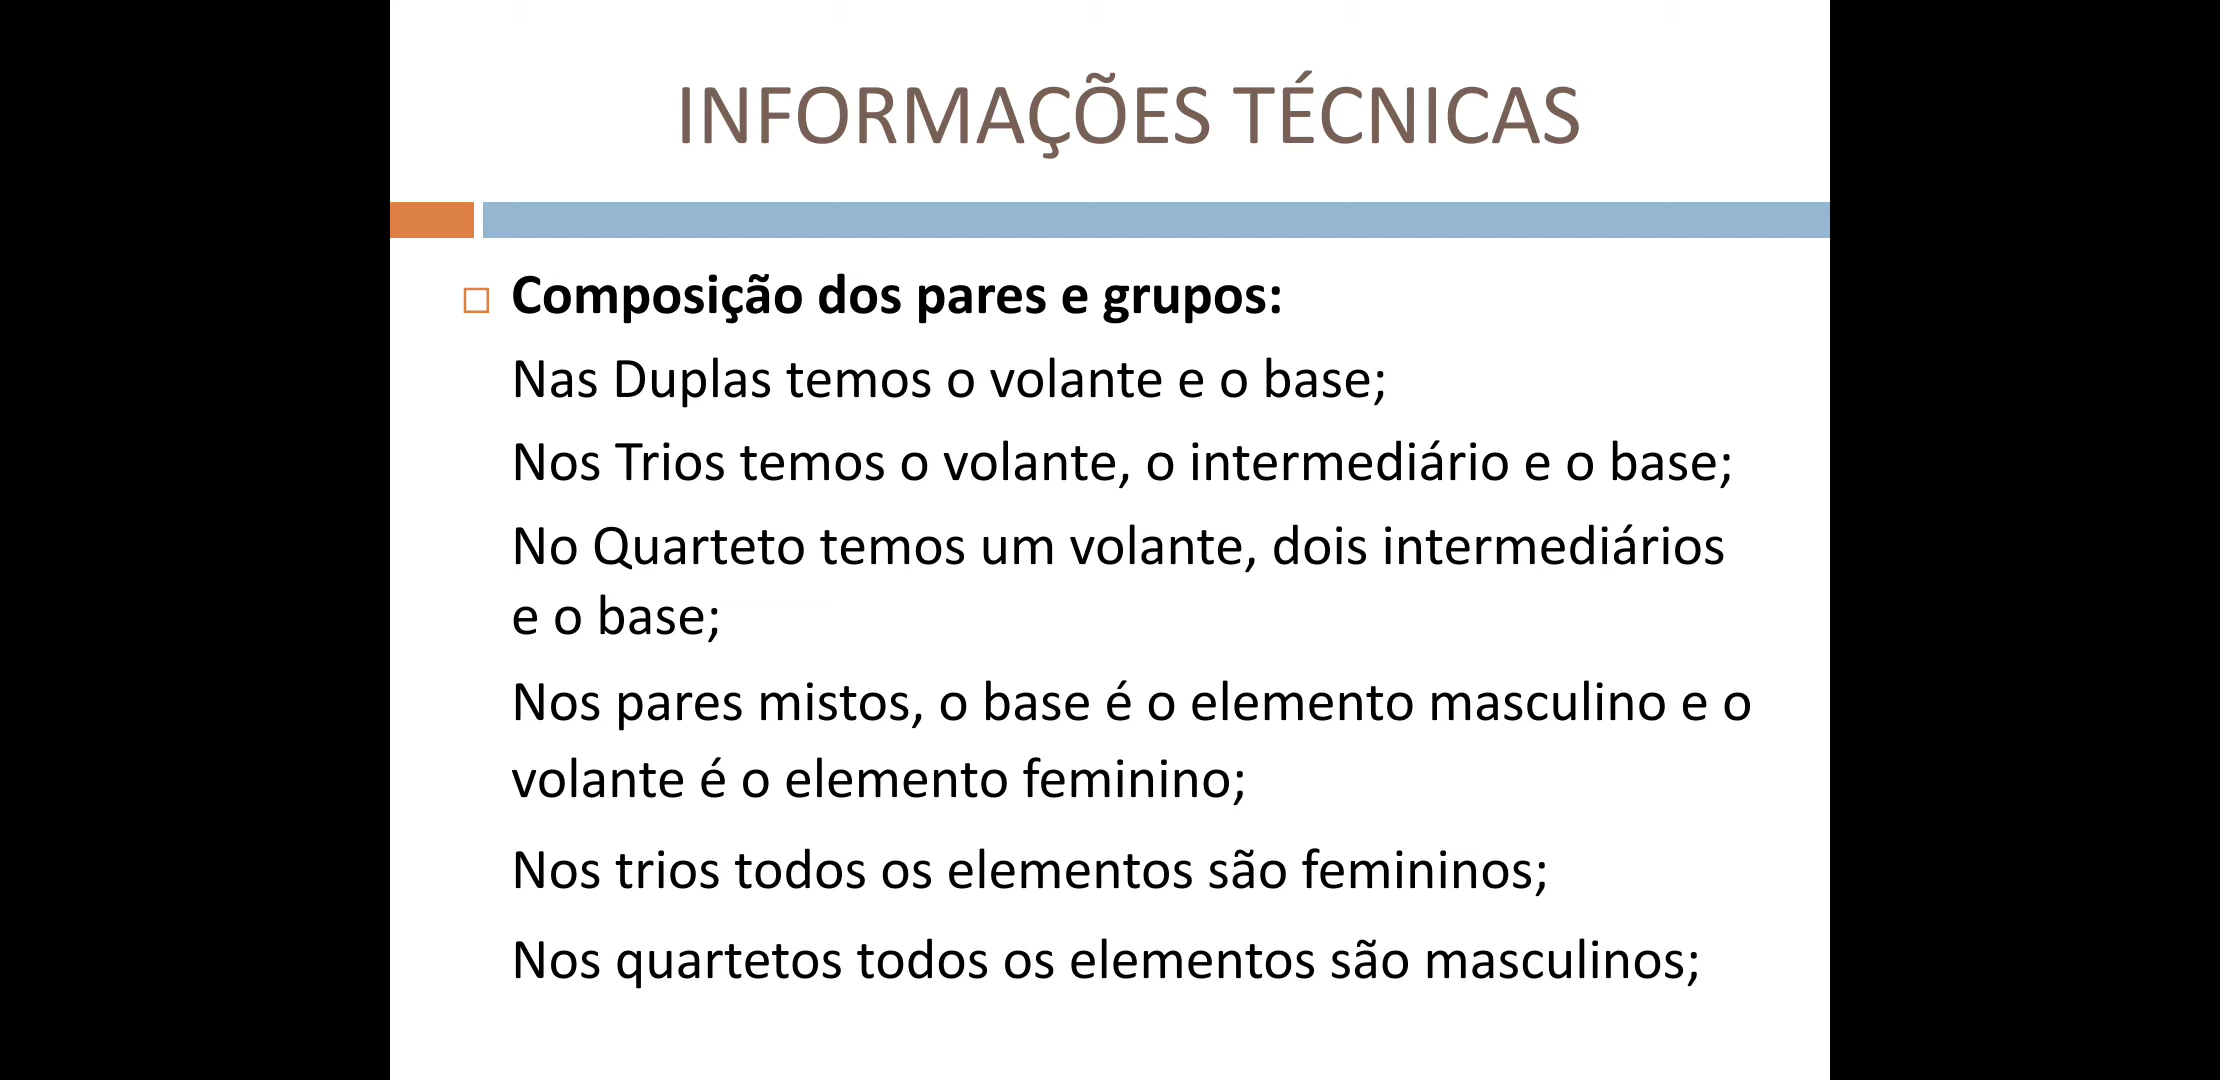 INFORMAÇÕES TÉCNICAS
Composição dos pares e grupos:
Nas Duplas temos o volante e o base;
Nos Trios temos o volante, o intermediário e o base;
No Quarteto temos um volante, dois intermediários
e o base;
Nos pares mistos, o base é o elemento masculino e o
volante é o elemento feminino;
Nos trios todos os elementos são femininos;
Nos quartetos todos os elementos são masculinos;